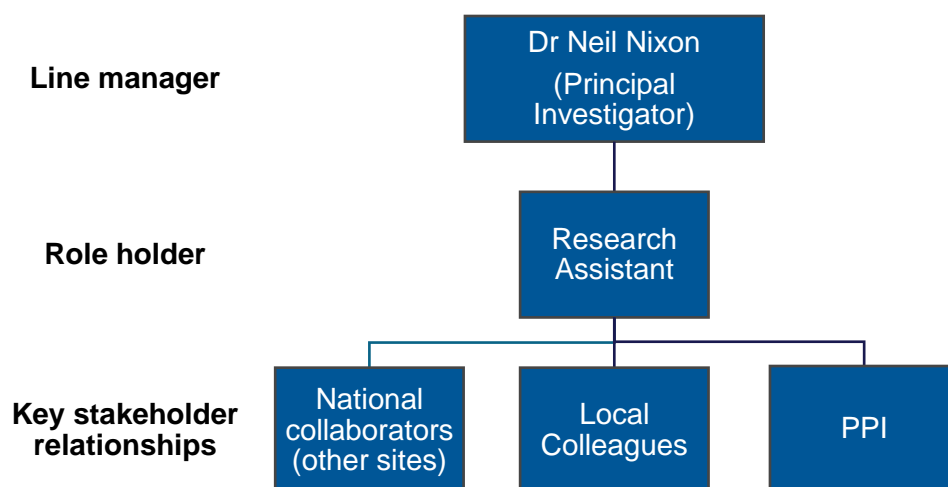 Line manager
Dr Neil Nixon
(Principal
Investigator)
Role holder
Research
Assistant
Key stakeholder
relationships
National
collaborators
(other sites)
Local
Colleagues
PPI